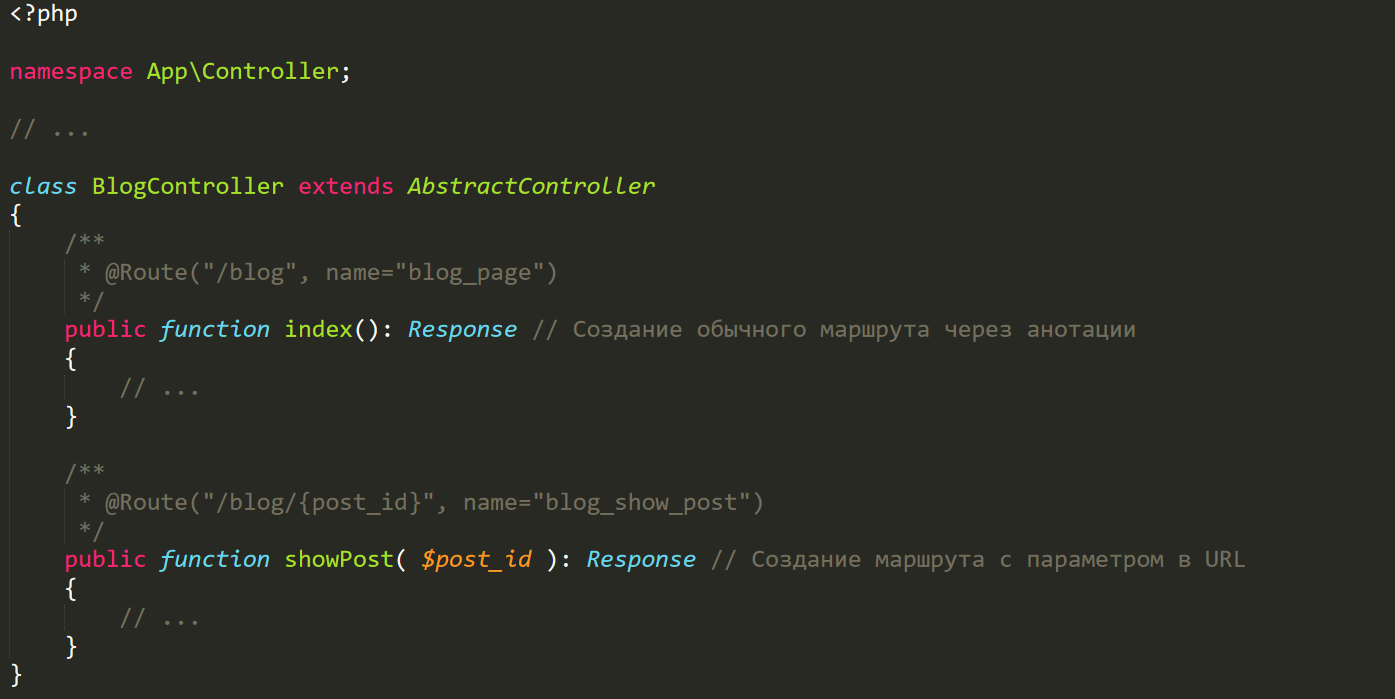 <?php
namespace App\Controller;
// ...
class BlogController extends AbstractController
{
/**
* @Route("/blog", name="blog_page")
*/
public function index(): Response // Создание обычного маршрута через анотации
{
// ...
}
/**
* @Route("/blog/{post_id}", name="blog_show_post")
*/
public function showPost( $post_id ): Response // Создание маршрута с параметром в URL
{
// ...
}
}